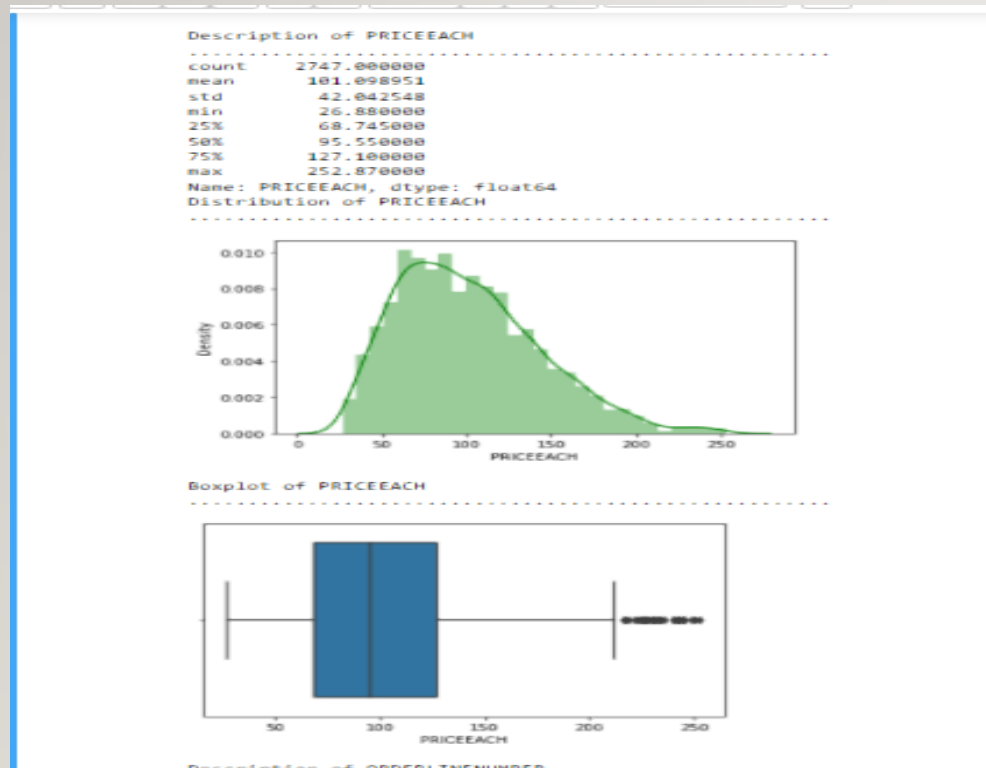 Description of PRICEEACH
count 2747.000000
mean 101.098951
std 42.042548
min 26.880000
25% 68.745000
50% 95.550000
75% 127.100000
max 252.870000
Name: PRICEEACH, dtype: float64
Distribution of PRICEEACH
0.010
0.008
0.006
0.004
0.002
0.000
Density
0 50 100 150 200 250
PRICEEACH
Boxplot of PRICEEACH
50 100 150 200 250
PRICEEACH
Description of ORDERLINENUMBER